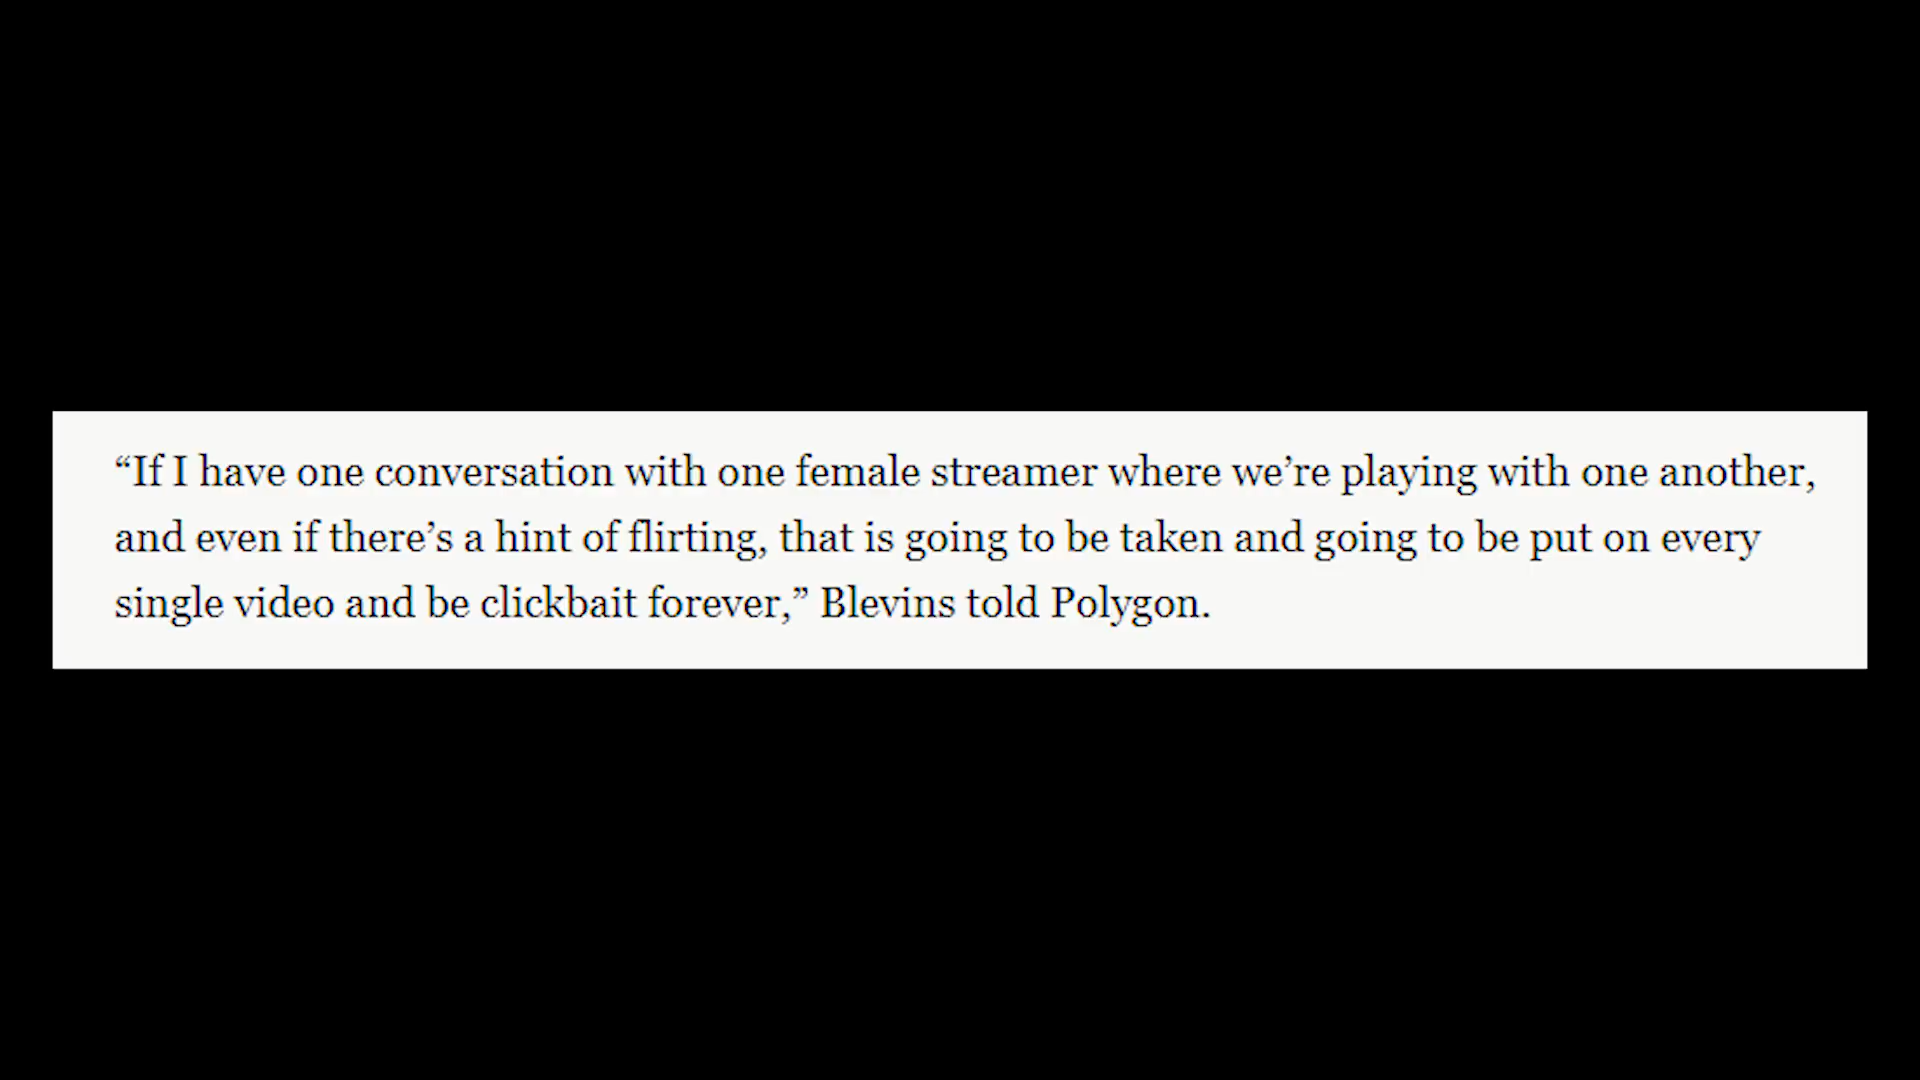 “If I have one conversation with one female streamer where we’re playing with one another,
and even if there’s a hint of flirting, that is going to be taken and going to be put on every
single video and be clickbait forever,” Blevins told Polygon.